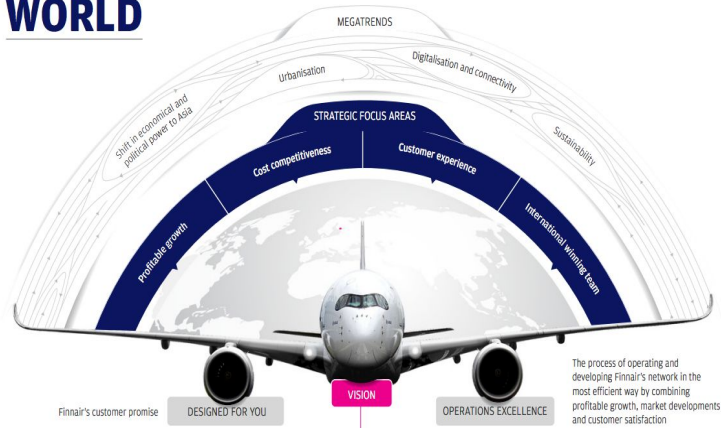 WORLD
MEGATRENDS
Shift in economical and
political power to Asia
Urbanisation
Digitalisation and connectivity
Sustainability
STRATEGIC FOCUS AREAS
Profitable growth
Cost competitiveness
Customer experience
International winning team
Finnair's customer promise
DESIGNED FOR YOU
VISION
OPERATIONS EXCELLENCE
The process of operating and
developing Finnair's network in the
most efficient way by combining
profitable growth, market developments
and customer satisfaction